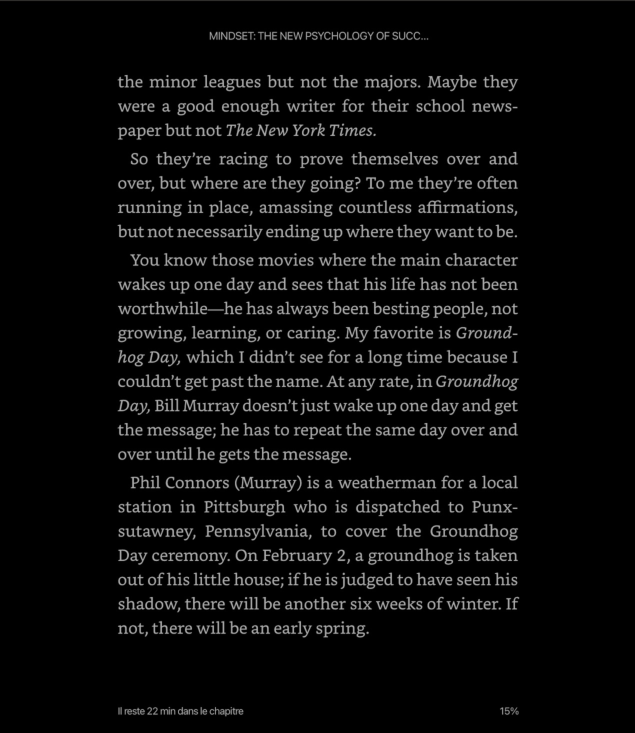 MINDSET: THE NEW PSYCHOLOGY OF SUCC...
the minor leagues but not the majors. Maybe they
were a good enough writer for their school news-
paper but not The New York Times.
So they're racing to prove themselves over and
over, but where are they going? To me they're often
running in place, amassing countless affirmations,
but not necessarily ending up where they want to be.
You know those movies where the main character
wakes up one day and sees that his life has not been
worthwhile—he has always been besting people, not
growing, learning, or caring. My favorite is Ground-
hog Day, which I didn't see for a long time because I
couldn't get past the name. At any rate, in Groundhog
Day, Bill Murray doesn't just wake up one day and get
the message; he has to repeat the same day over and
over until he gets the message.
Phil Connors (Murray) is a weatherman for a local
station in Pittsburgh who is dispatched to Punx-
sutawney, Pennsylvania, to cover the Groundhog
Day ceremony. On February 2, a groundhog is taken
out of his little house; if he is judged to have seen his
shadow, there will be another six weeks of winter. If
not, there will be an early spring.
Il reste 22 min dans le chapitre 15%